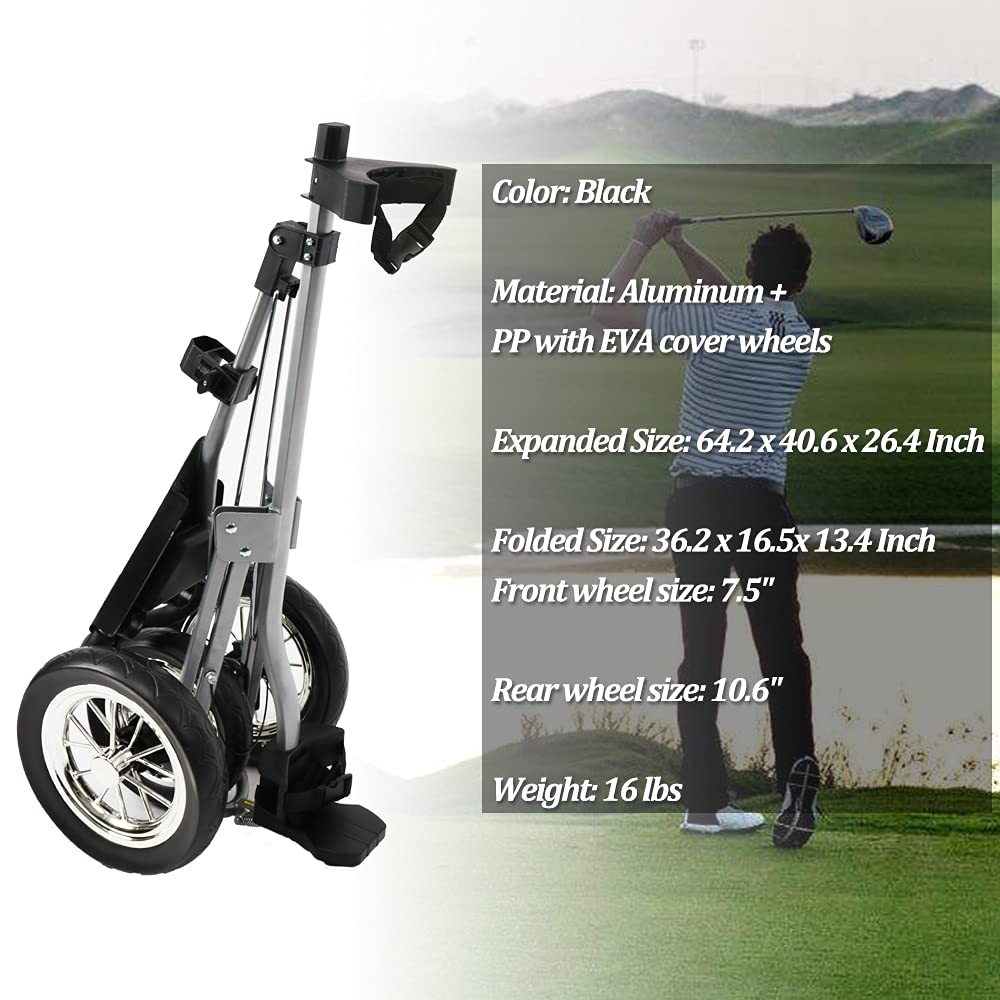 Color: Black
Material: Aluminum +
PP with EVA cover wheels
Expanded Size: 64.2 x 40.6 x 26.4 Inch
Folded Size: 36.2 x 16.5x 13.4 Inch
Front wheel size: 7.5"
Rear wheel size: 10.6"
Weight: 16 lbs